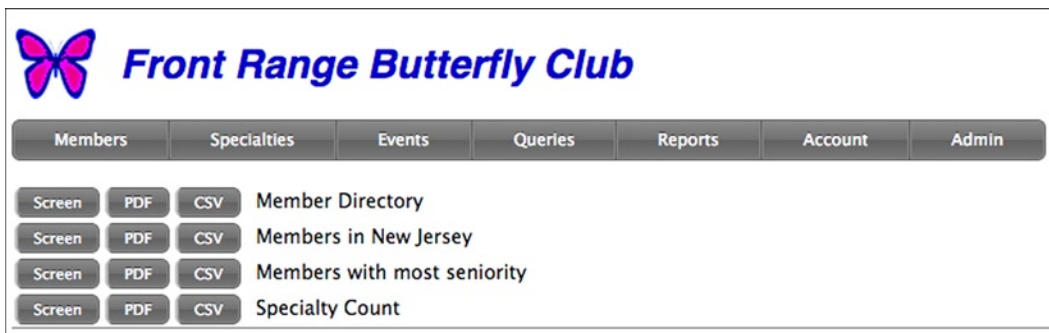 Front Range Butterfly Club
Members Specialties Events Queries Reports Account Admin
Screen PDF CSV Member Directory
Screen PDF CSV Members in New Jersey
Screen PDF CSV Members with most seniority
Screen PDF CSV Specialty Count